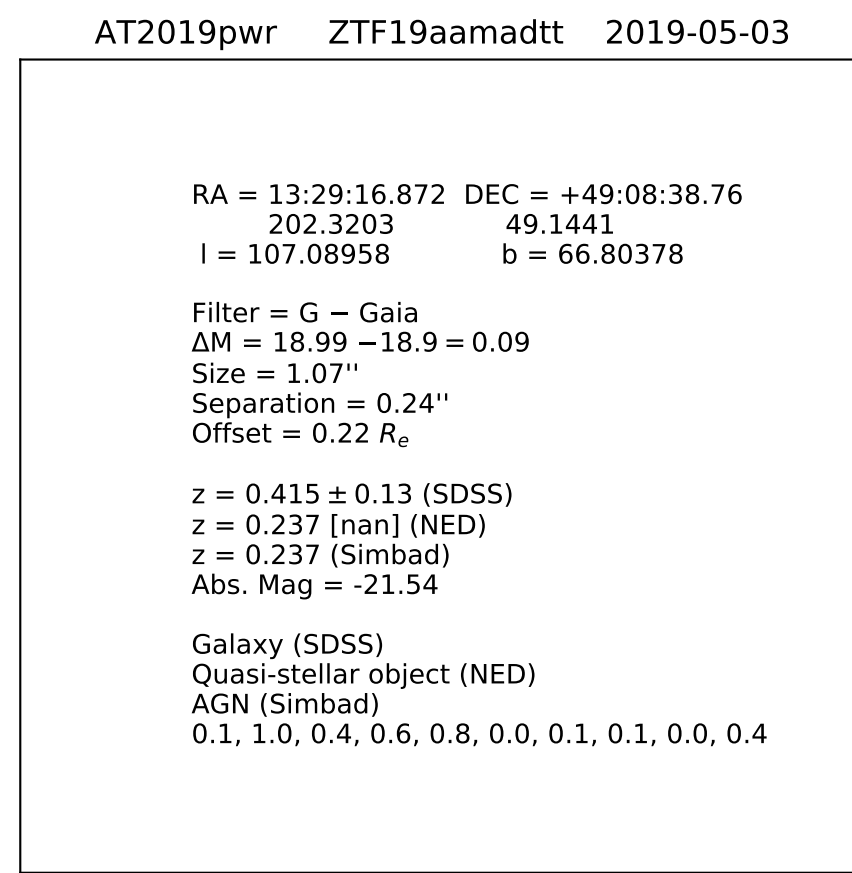 AT2019pwr ZTF19aamadtt 2019-05-03
RA = 13:29:16.872 DEC = +49:08:38.76
202.3203 49.1441
l = 107.08958 b = 66.80378
Filter = G − Gaia
ΔM = 18.99 −18.9 = 0.09
Size = 1.07''
Separation = 0.24''
Offset = 0.22 Re
z = 0.415 ± 0.13 (SDSS)
z = 0.237 [nan] (NED)
z = 0.237 (Simbad)
Abs. Mag = -21.54
Galaxy (SDSS)
Quasi-stellar object (NED)
AGN (Simbad)
0.1, 1.0, 0.4, 0.6, 0.8, 0.0, 0.1, 0.1, 0.0, 0.4